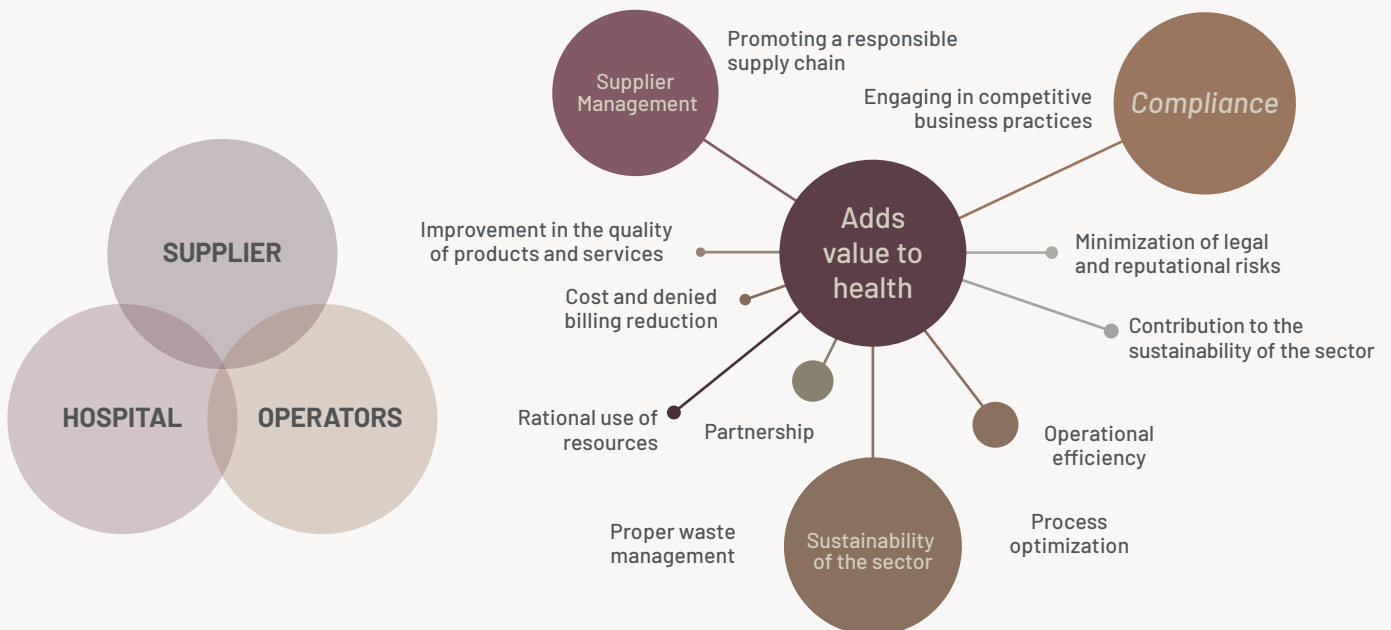 SUPPLIER
HOSPITAL
OPERATORS
Supplier
Management
Promoting a responsible
supply chain
Engaging in competitive
business practices
Compliance
Adds
value to
health
Improvement in the quality
of products and services
Cost and denied
billing reduction
Rational use of
resources
Partnership
Minimization of legal
and reputational risks
Contribution to the
sustainability of the sector
Operational
efficiency
Proper waste
management
Sustainability
of the sector
Process
optimization